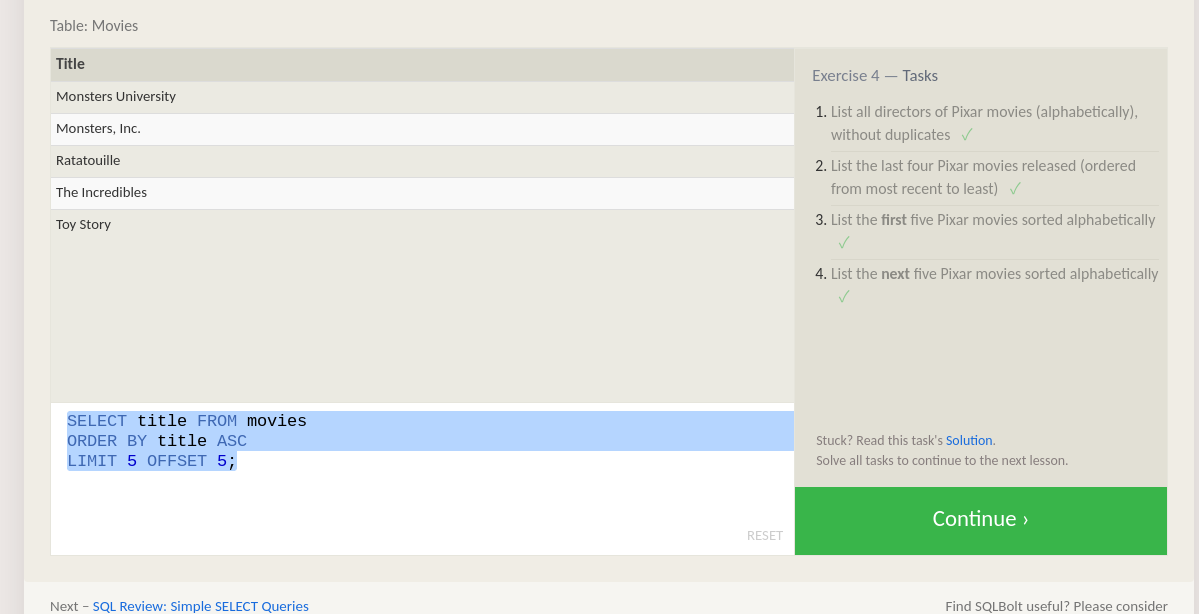 Table: Movies
Title
Monsters University
Monsters, Inc.
Ratatouille
The Incredibles
Toy Story
SELECT title FROM movies
ORDER BY title ASC
LIMIT 5 OFFSET 5;
RESET
Exercise 4 — Tasks
1. List all directors of Pixar movies (alphabetically),
without duplicates ✓
2. List the last four Pixar movies released (ordered
from most recent to least) ✓
3. List the first five Pixar movies sorted alphabetically
✓
4. List the next five Pixar movies sorted alphabetically
✓
Stuck? Read this task's Solution.
Solve all tasks to continue to the next lesson.
Continue ›
Next – SQL Review: Simple SELECT Queries
Find SQLBolt useful? Please consider